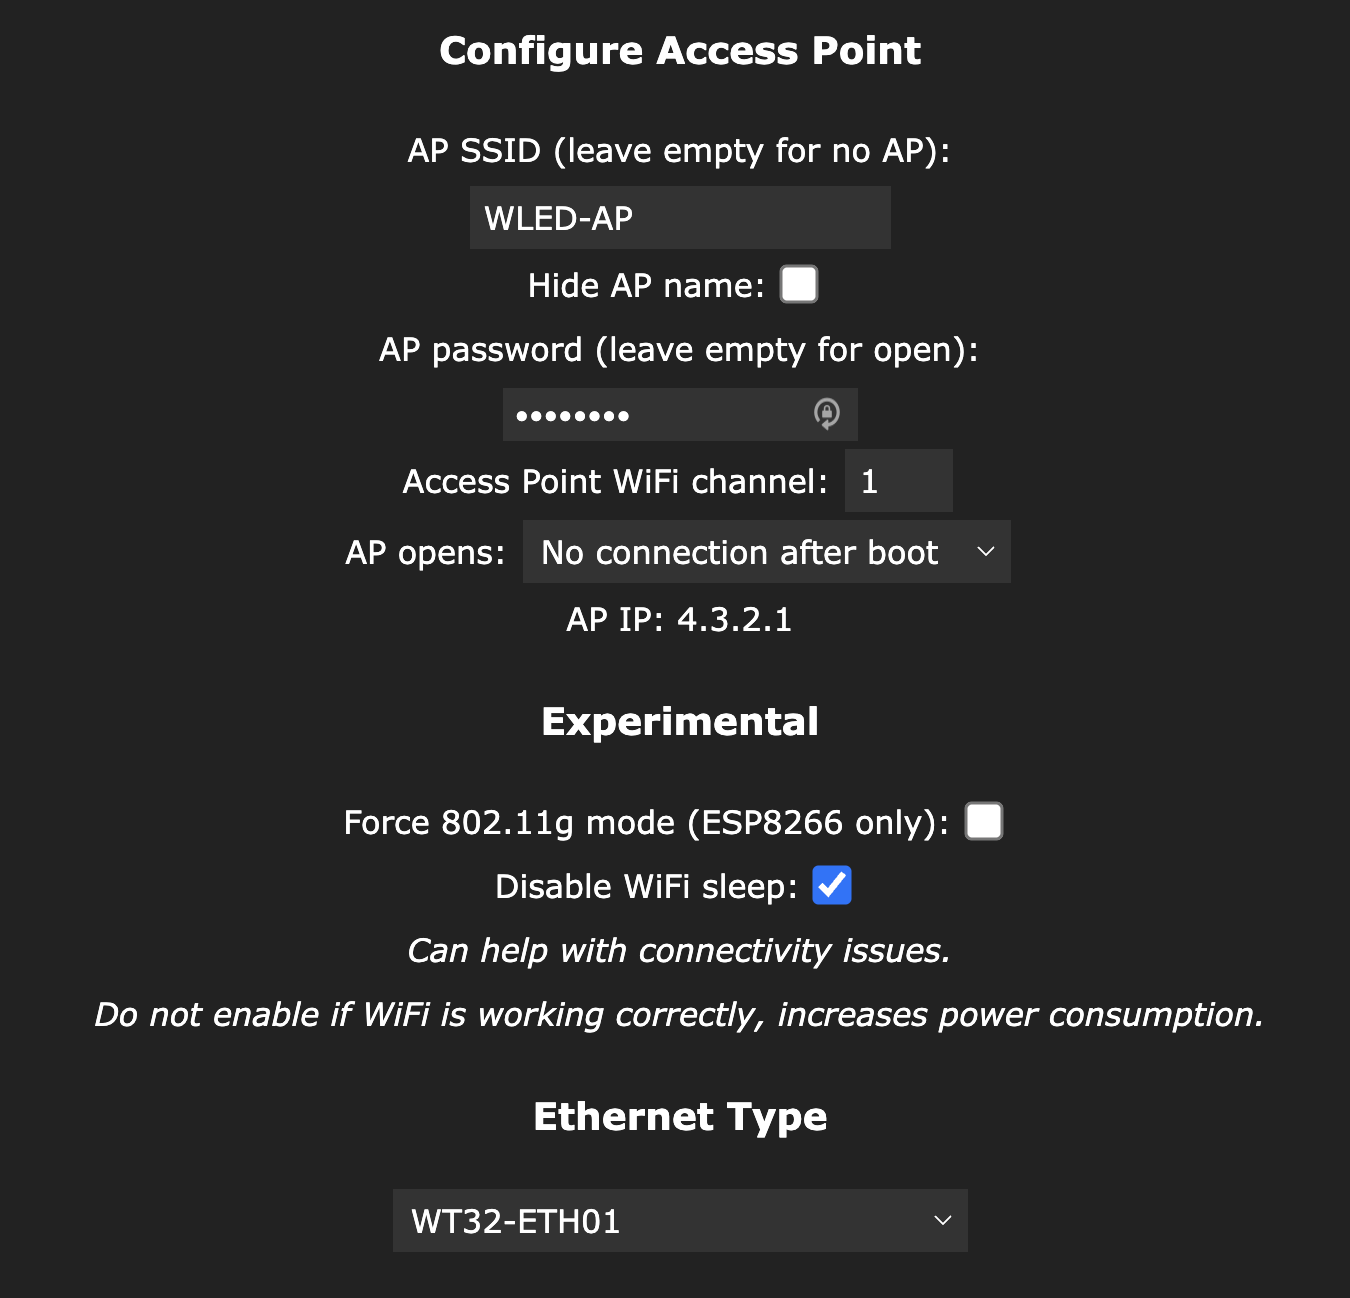 Configure Access Point
AP SSID (leave empty for no AP):
WLED-AP
Hide AP name:
AP password (leave empty for open):
••••••••
Access Point WiFi channel: 1
AP opens: No connection after boot
AP IP: 4.3.2.1
Experimental
Force 802.11g mode (ESP8266 only):
Disable WiFi sleep:
Can help with connectivity issues.
Do not enable if WiFi is working correctly, increases power consumption.
Ethernet Type
WT32-ETH01